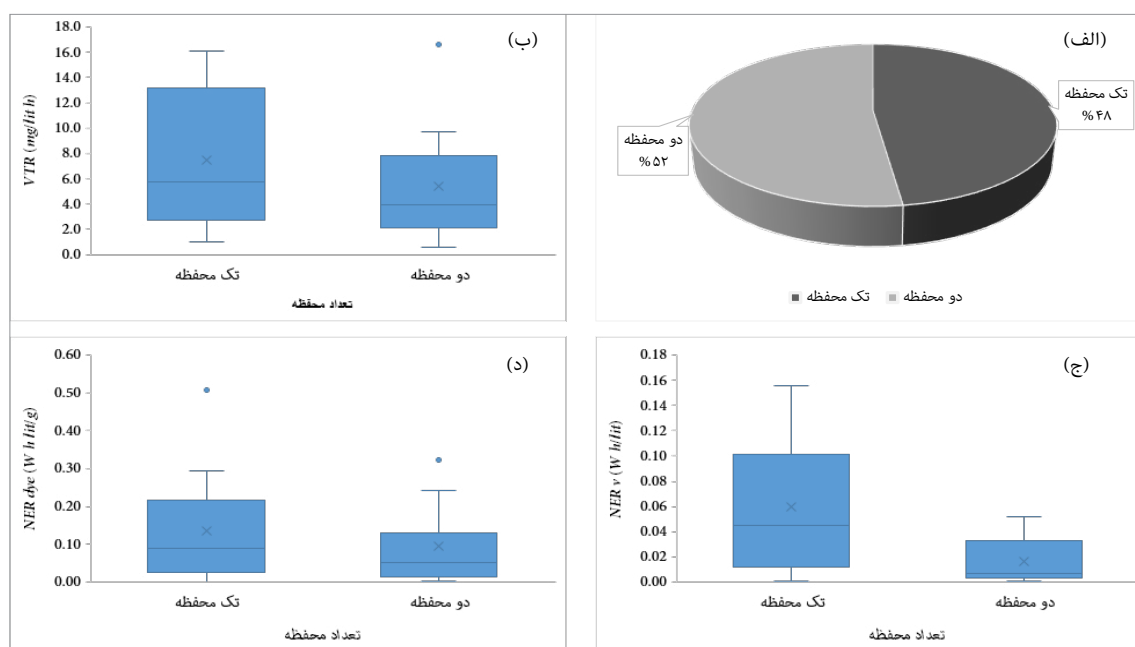 (الف)
تک محفظه
%۴۸
دو محفظه
%۵۲
تک محفظه
دو محفظه
(ب)
VTR (mg/lit h)
18.0
16.0
14.0
12.0
10.0
8.0
6.0
4.0
2.0
0.0
تک محفظه
دو محفظه
تعداد محفظه
(ج)
NER v (W h/lit)
0.18
0.16
0.14
0.12
0.10
0.08
0.06
0.04
0.02
0.00
تک محفظه
دو محفظه
تعداد محفظه
(د)
NER dye (W h lit/g)
0.60
0.50
0.40
0.30
0.20
0.10
0.00
تک محفظه
دو محفظه
تعداد محفظه